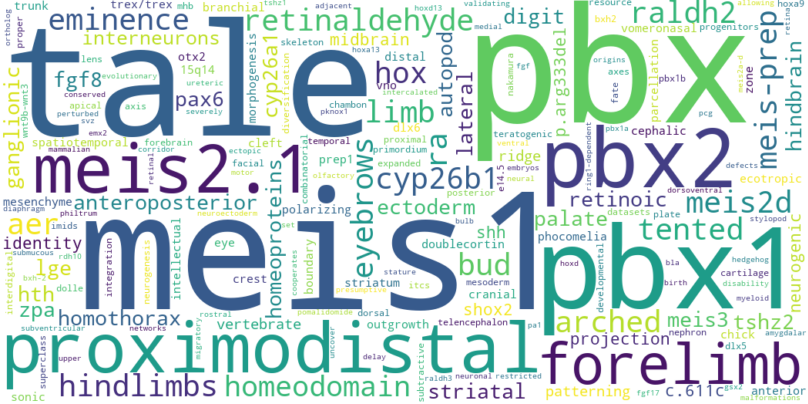 trunk
trex/trex
mhb
branchial
tshz1
adjacent
hoxd13
validating
allowing
hoxa9
eminence
retinaldehyde
digit
raldh2
resource
retina
ortholog
proper
interneurons
skeleton
medial
bxh2
progenitors
tale
pbx
otx2
midbrain
hoxa13
distal
nakamura
vomeronasal
lens
evolutionary
15q14
morphogenesis
cyp26a1
diversification
hox
autopod
lateral
fgf
p.arg333del
origins
axes
parcellation
meis2a-d
meis-prep
hindbrain
fgf8
conserved
ureteric
vno
intercalated
pbx1b
zone
ganglionic
wnt9b-wnt3
apical
axis
pax6
chambon
limb
fate
perturbed
severely
pknox1
svz
emx2
spatiotemporal
cleft
dlx6
proximal
teratogenic
pbx1a
pcg
mammalian
corridor
ectopic
temporal
expanded
ra
ventral
forebrain
combinatorial
primordium
ridge
cephalic
meis2.1
retinal
facial
prep1
olfactory
eyebrows
cyp26b1
e14.5
embryos
neural
pbx2
ring1-dependent
defects
ecotropic
motor
mesenchyme
anteroposterior
posterior
retinoic
dorsoventral
meis2d
diaphragm
philtrum
neuroectoderm
homeoproteins
polarizing
ectoderm
palate
datasets
plate
stylopod
aer
imids
meis1
set
bulb
shh
tented
neurogenic
identity
submucous
integration
neurogenesis
intellectual
eye
boundary
doublecortin
phocomelia
hedgehog
rdh10
crest
cooperates
striatum
mesoderm
bud
hoxd
developmental
bla
cartilage
interdigital
lge
bxh-2
dolle
stature
itcs
cranial
pbx1
birth
disability
hth
presumptive
myeloid
zpa
homothorax
rostral
pomalidomide
dorsal
shox2
arched
meis3
tshz2
subventricular
networks
vertebrate
outgrowth
telencephalon
pa1
projection
nephron
chick
amygdalar
proximodistal
migratory
uncover
dlx5
superclass
upper
delay
subtractive
forelimb
sonic
hindlimbs
homeodomain
raldh3
neuronal
restricted
striatal
patterning
fgf17
c.611c
gsx2
anterior
malformations